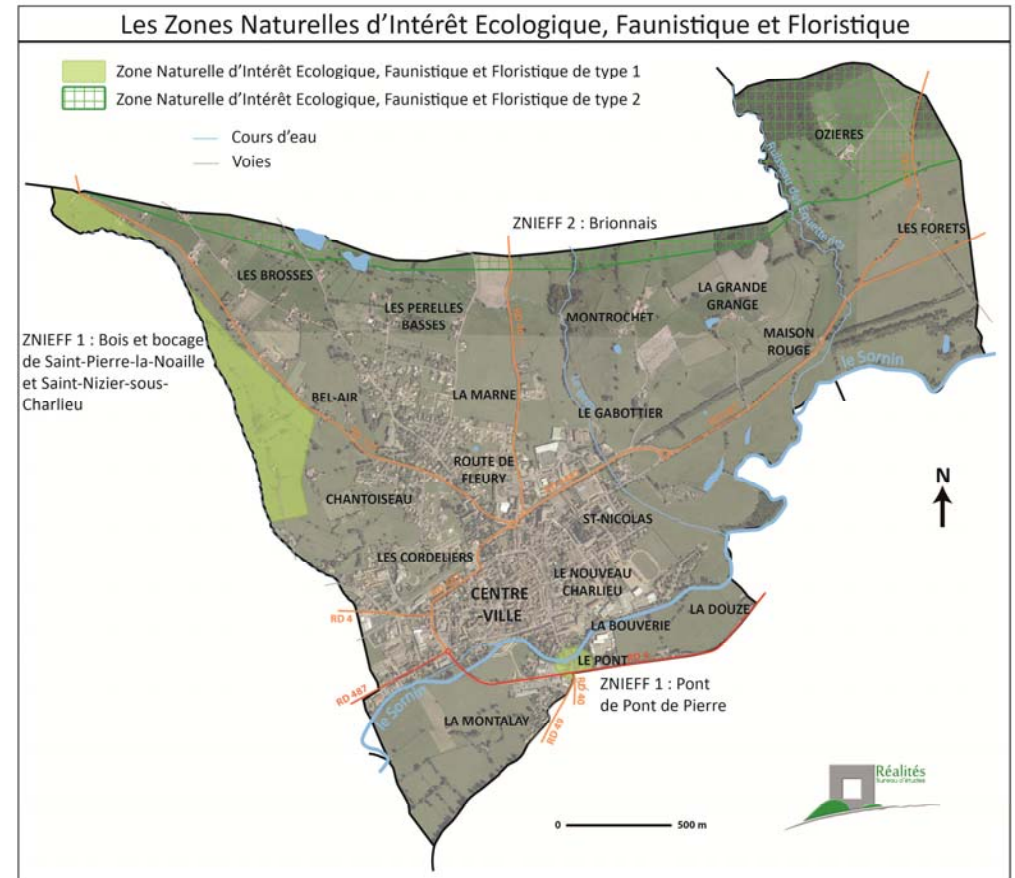 Les Zones Naturelles d'Intérêt Ecologique, Faunistique et Floristique
Zone Naturelle d'Intérêt Ecologique, Faunistique et Floristique de type 1
Zone Naturelle d'Intérêt Ecologique, Faunistique et Floristique de type 2
Cours d'eau
Voies
OZIERES
ZNIEFF 2 : Brionnais
LES FORETS
LES BROSSES
LA GRANDE
GRANGE
LES PERELLES
BASSES
MONTROCHET
MAISON
ROUGE
ZNIEFF 1 : Bois et bocage
de Saint-Pierre-la-Noaille
et Saint-Nizier-sous-
Charlieu
le Sornin
BEL-AIR
LA MARNE
LE GABOTTIER
ROUTE DE
FLEURY
N
CHANTOISEAU
ST-NICOLAS
LES CORDELIERS
LE NOUVEAU
CHARLIEU
CENTRE
-VILLE
LA DOUZE
RD 4
LA BOUVERIE
LE PONT
RD 487
ZNIEFF 1 : Pont
de Pont de Pierre
RD 40
le Sornin
LA MONTALAY
RD 49
Réalités
Bureau d'études
0
500 m